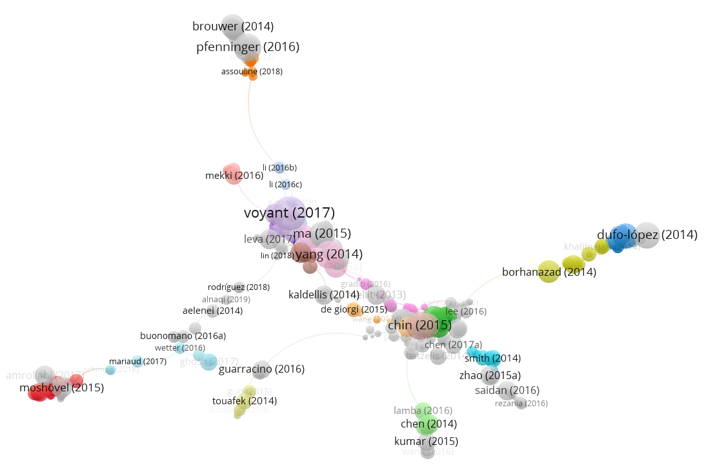 brouwer (2014)
pfenninger (2016)
assouline (2018)
li (2016b)
mekki (2016)
li (2016c)
voyant (2017)
ma (2015)
leva (2017)
dufo-lópez (2014)
yang (2014)
lin (2018)
borhanazad (2014)
rodríguez (2018)
kaldellis (2014)
alnaqi (2019)
aelenei (2014)
de giorgi (2015)
lee (2016)
chin (2015)
buonomano (2016a)
chen (2017a)
wetter (2016)
smith (2014)
mariaud (2017)
guarracino (2016)
zhao (2015a)
moshövel (2015)
saidan (2016)
touafek (2014)
rezania (2016)
lamba (2016)
chen (2014)
kumar (2015)